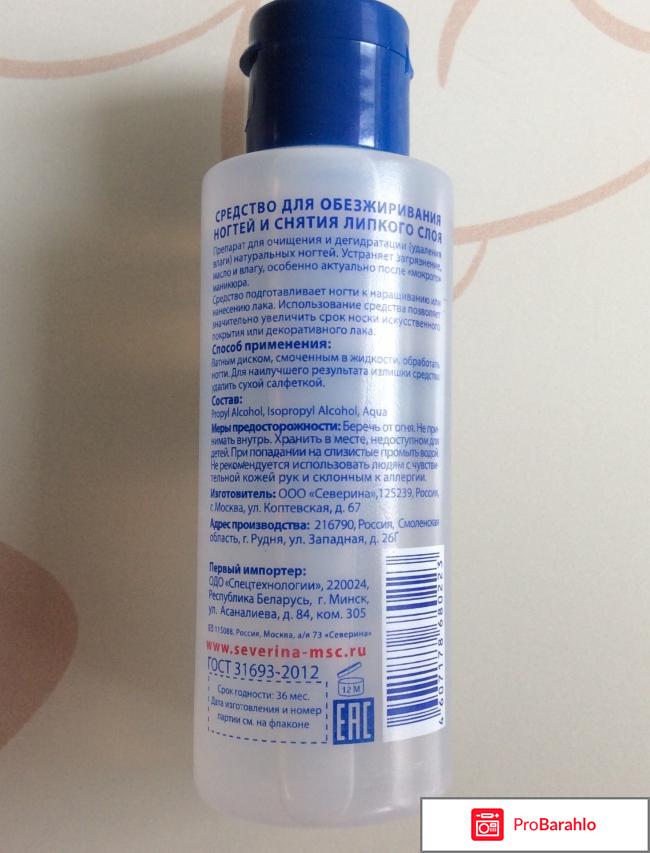 СРЕДСТВО ДЛЯ ОБЕЗЖИРИВАНИЯ
НОГТЕЙ И СНЯТИЯ ЛИПКОГО СЛОЯ
Препарат для очищения и дегидратации (удаления
влаги) натуральных ногтей. Устраняет загрязнение,
масло и влагу, особенно актуально после «мокрого»
маникюра.
Средство подготавливает ногти к наращиванию или
нанесению лака. Использование средства позволяет
значительно увеличить срок носки искусственного
покрытия или декоративного лака.
Способ применения:
Ватным диском, смоченным в жидкости, обработать
ногти. Для наилучшего результата излишки средства
удалить сухой салфеткой.
Состав:
Propyl Alcohol, Isopropyl Alcohol, Aqua
Меры предосторожности: Беречь от огня. Не при-
нимать внутрь. Хранить в месте, недоступном для
детей. При попадании на слизистые промыть водой.
Не рекомендуется использовать людям с чувстви-
тельной кожей рук и склонным к аллергии.
Изготовитель: ООО «Северина», 125239, Россия,
г. Москва, ул. Коптевская, д. 67
Адрес производства: 216790, Россия, Смоленская
область, г. Рудня, ул. Западная, д. 26Г
Первый импортер:
ОДО «Спецтехнологии», 220024,
Республика Беларусь, г. Минск,
ул. Асаналиева, д. 84, ком. 305
115088, Россия, Москва, а/я 73 «Северина»
www.severina-msc.ru
ГОСТ 31693-2012
Срок годности: 36 мес.
Дата изготовления и номер
партии см. на флаконе
12 M
EAC
4 607178 680223
ProBarahlo